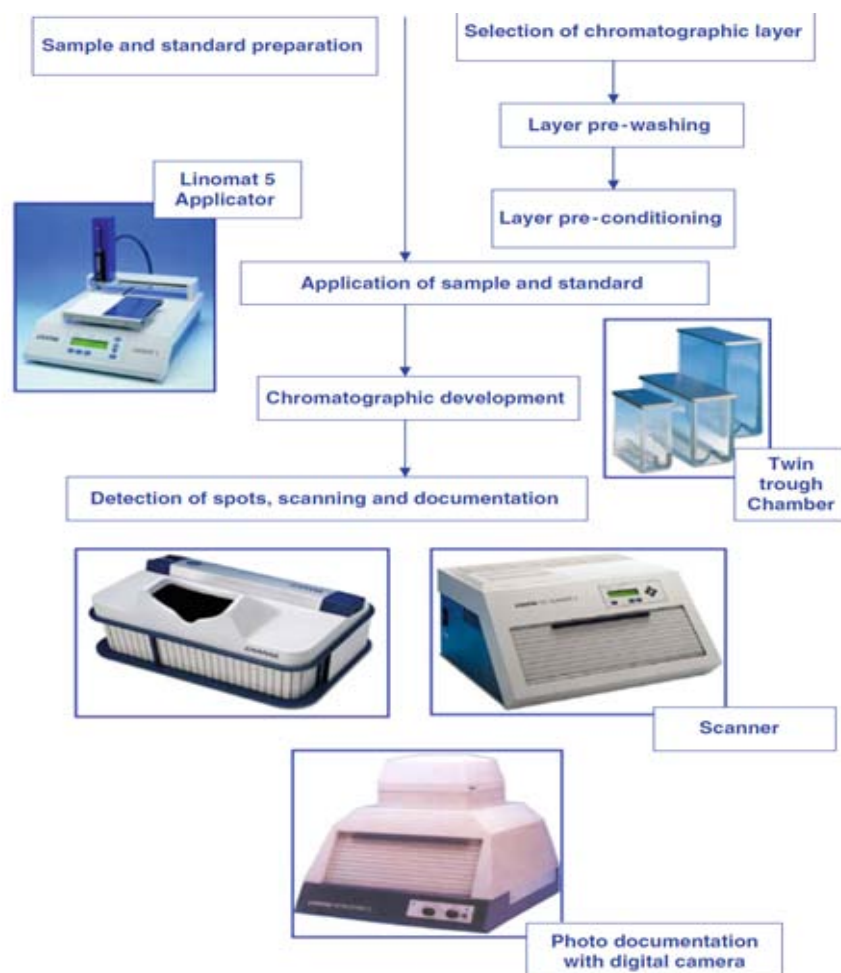 Sample and standard preparation
Selection of chromatographic layer
Layer pre-washing
Linomat 5
Applicator
Layer pre-conditioning
Application of sample and standard
Chromatographic development
Twin
trough
Chamber
Detection of spots, scanning and documentation
Scanner
Photo documentation
with digital camera